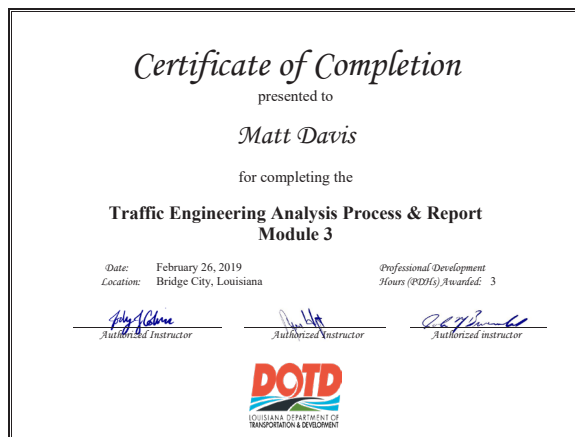 Certificate of Completion
presented to
Matt Davis
for completing the
Traffic Engineering Analysis Process & Report
Module 3
Date: February 26, 2019
Location: Bridge City, Louisiana
Professional Development
Hours (PDHs) Awarded: 3
Authorized Instructor
Authorized Instructor
Authorized instructor
DOTD
LOUISIANA DEPARTMENT OF
TRANSPORTATION & DEVELOPMENT